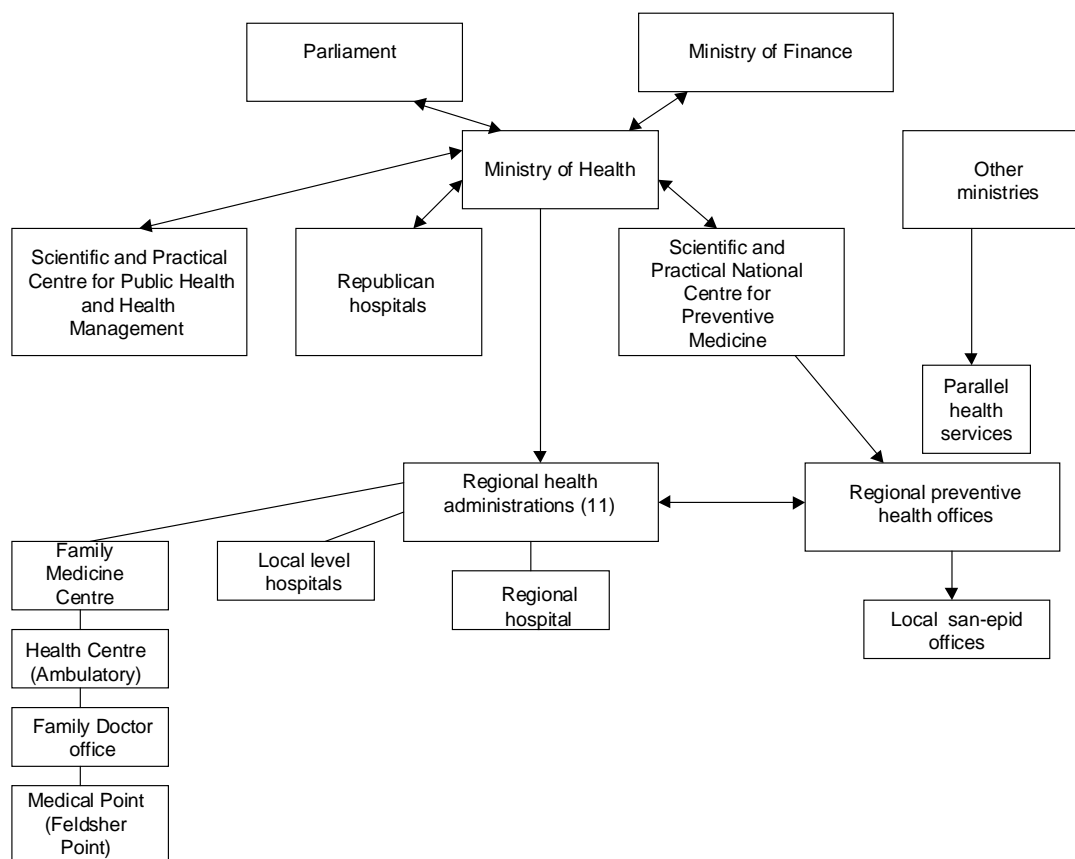 Parliament
Ministry of Finance
Ministry of Health
Other
ministries
Scientific and Practical
Centre for Public Health
and Health
Management
Republican
hospitals
Scientific and
Practical National
Centre for
Preventive
Medicine
Parallel
health
services
Regional health
administrations (11)
Regional preventive
health offices
Family
Medicine
Centre
Local level
hospitals
Regional
hospital
Local san-epid
offices
Health Centre
(Ambulatory)
Family Doctor
office
Medical Point
(Feldsher
Point)